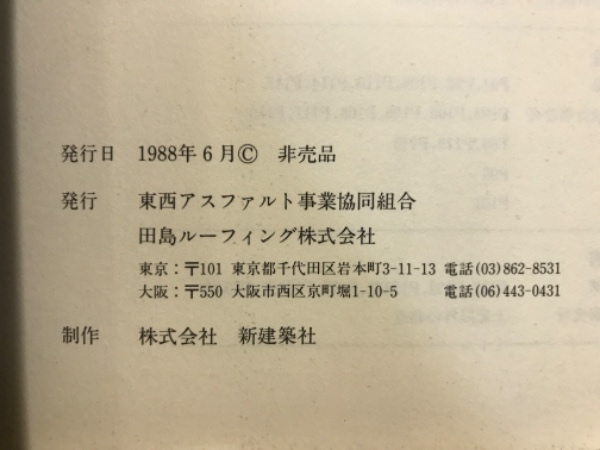 発行日 1988年6月© 非売品
発行 東西アスファルト事業協同組合
田島ルーフィング株式会社
東京：〒101 東京都千代田区岩本町3-11-13 電話(03)862-8531
大阪：〒550 大阪市西区京町堀1-10-5 電話(06)443-0431
制作 株式会社 新建築社